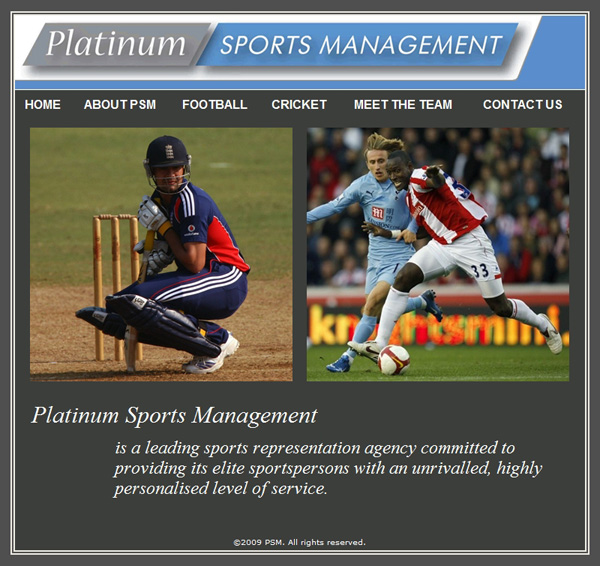 Platinum SPORTS MANAGEMENT
HOME ABOUT PSM FOOTBALL CRICKET MEET THE TEAM CONTACT US
33
Platinum Sports Management
is a leading sports representation agency committed to
providing its elite sportspersons with an unrivalled, highly
personalised level of service.
©2009 PSM. All rights reserved.